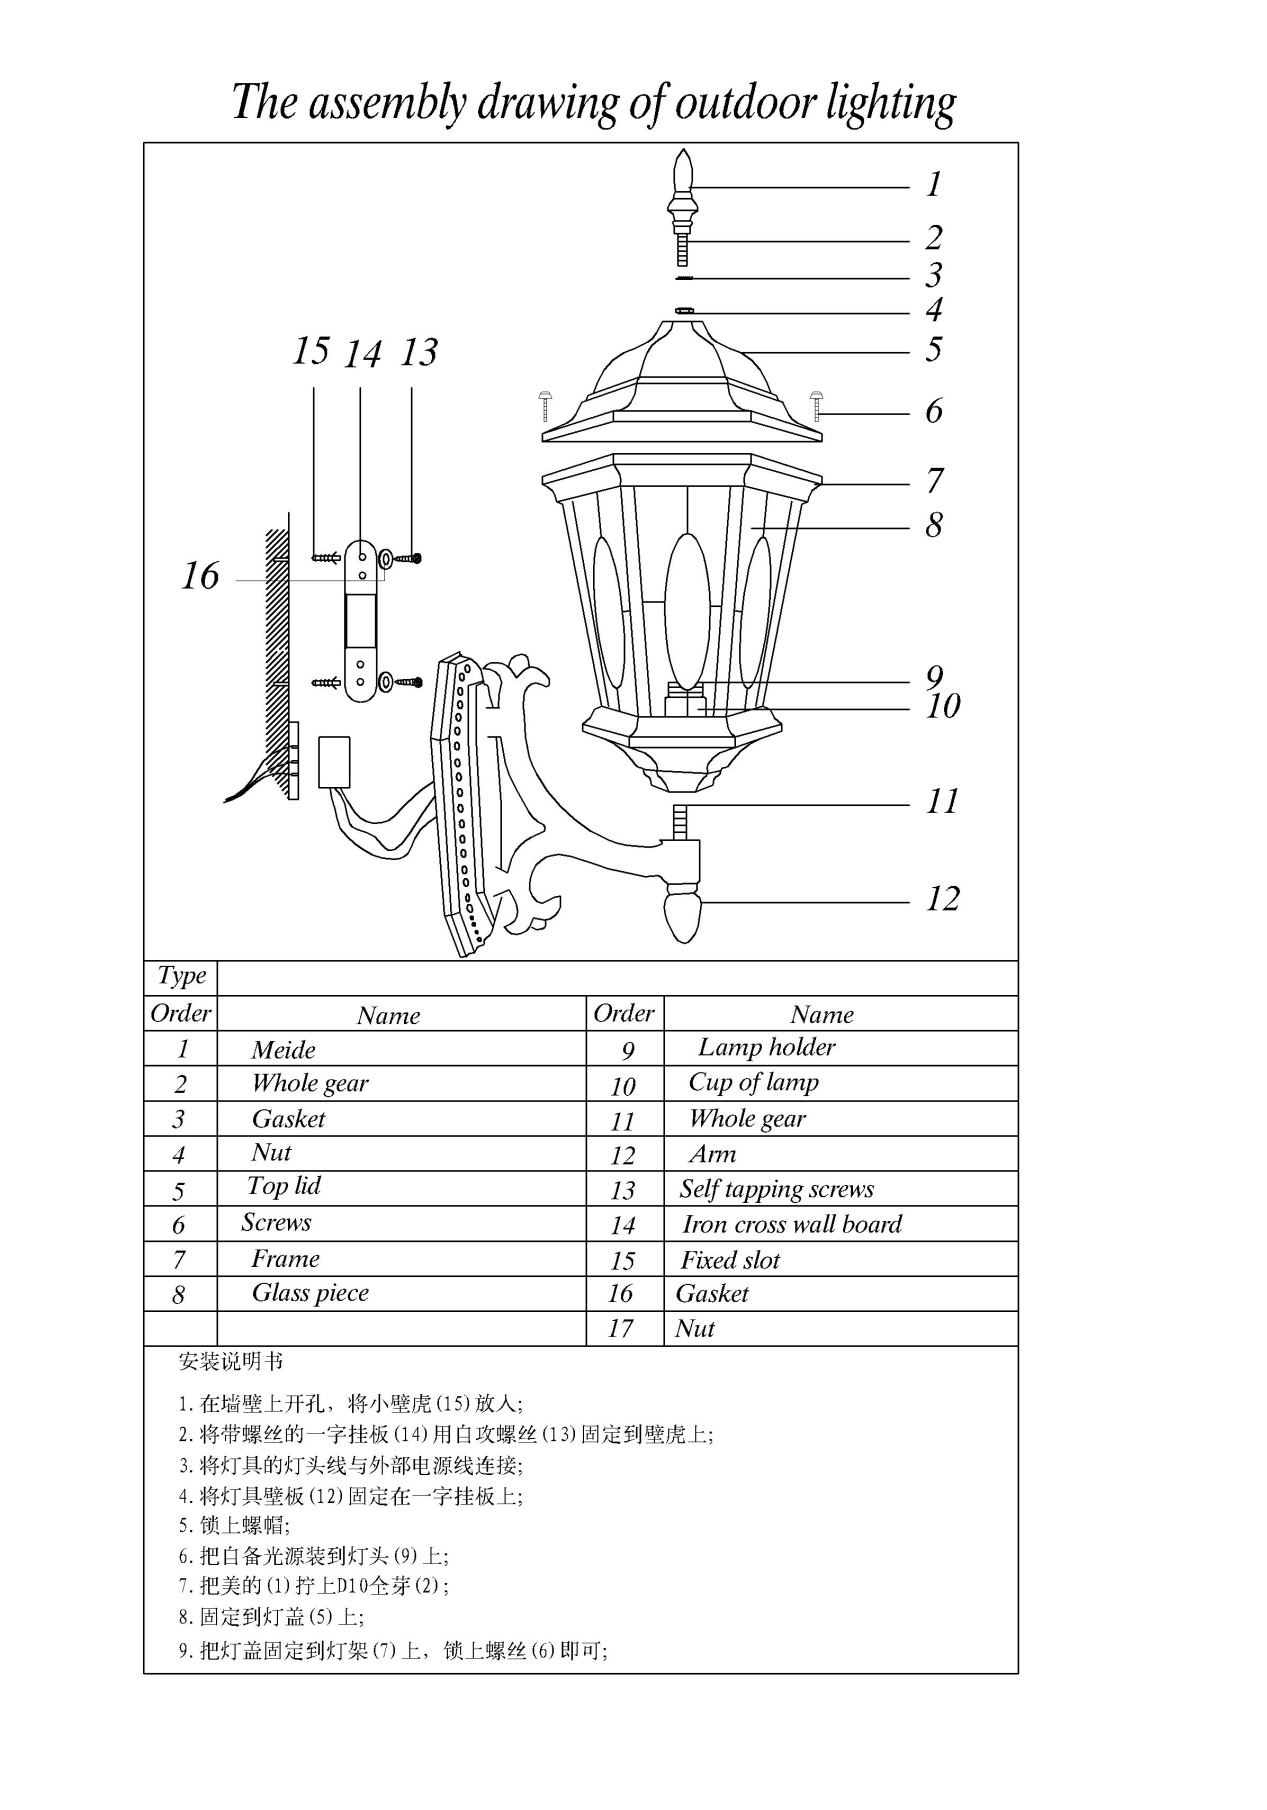 The assembly drawing of outdoor lighting
1
2
3
4
5
15 14 13
6
7
8
16
9
10
11
12
Type
Order Name Order Name
1 Meide 9 Lamp holder
2 Whole gear 10 Cup of lamp
3 Gasket 11 Whole gear
4 Nut 12 Arm
5 Top lid 13 Self tapping screws
6 Screws 14 Iron cross wall board
7 Frame 15 Fixed slot
8 Glass piece 16 Gasket
17 Nut
安装说明书
1.在墙壁上开孔，将小壁虎(15)放入;
2.将带螺丝的一字挂板(14)用自攻螺丝(13)固定到壁虎上;
3.将灯具的灯头线与外部电源线连接;
4.将灯具壁板(12)固定在一字挂板上;
5.锁上螺帽;
6.把自备光源装到灯头(9)上;
7.把美的(1)拧上D10全芽(2);
8.固定到灯盖(5)上;
9.把灯盖固定到灯架(7)上，锁上螺丝(6)即可;